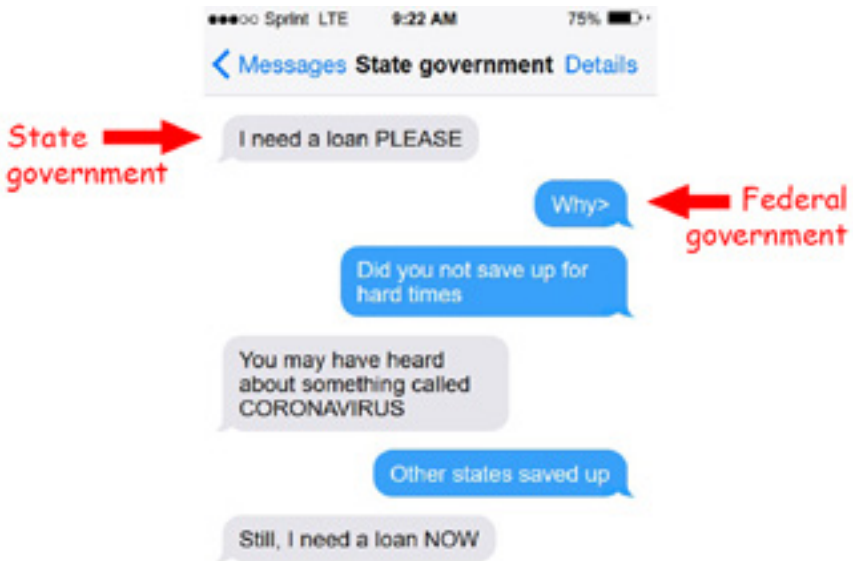 Sprint LTE 9:22 AM 75%
Messages State government Details
State
government
I need a loan PLEASE
Why>
Federal
government
Did you not save up for
hard times
You may have heard
about something called
CORONAVIRUS
Other states saved up
Still, I need a loan NOW